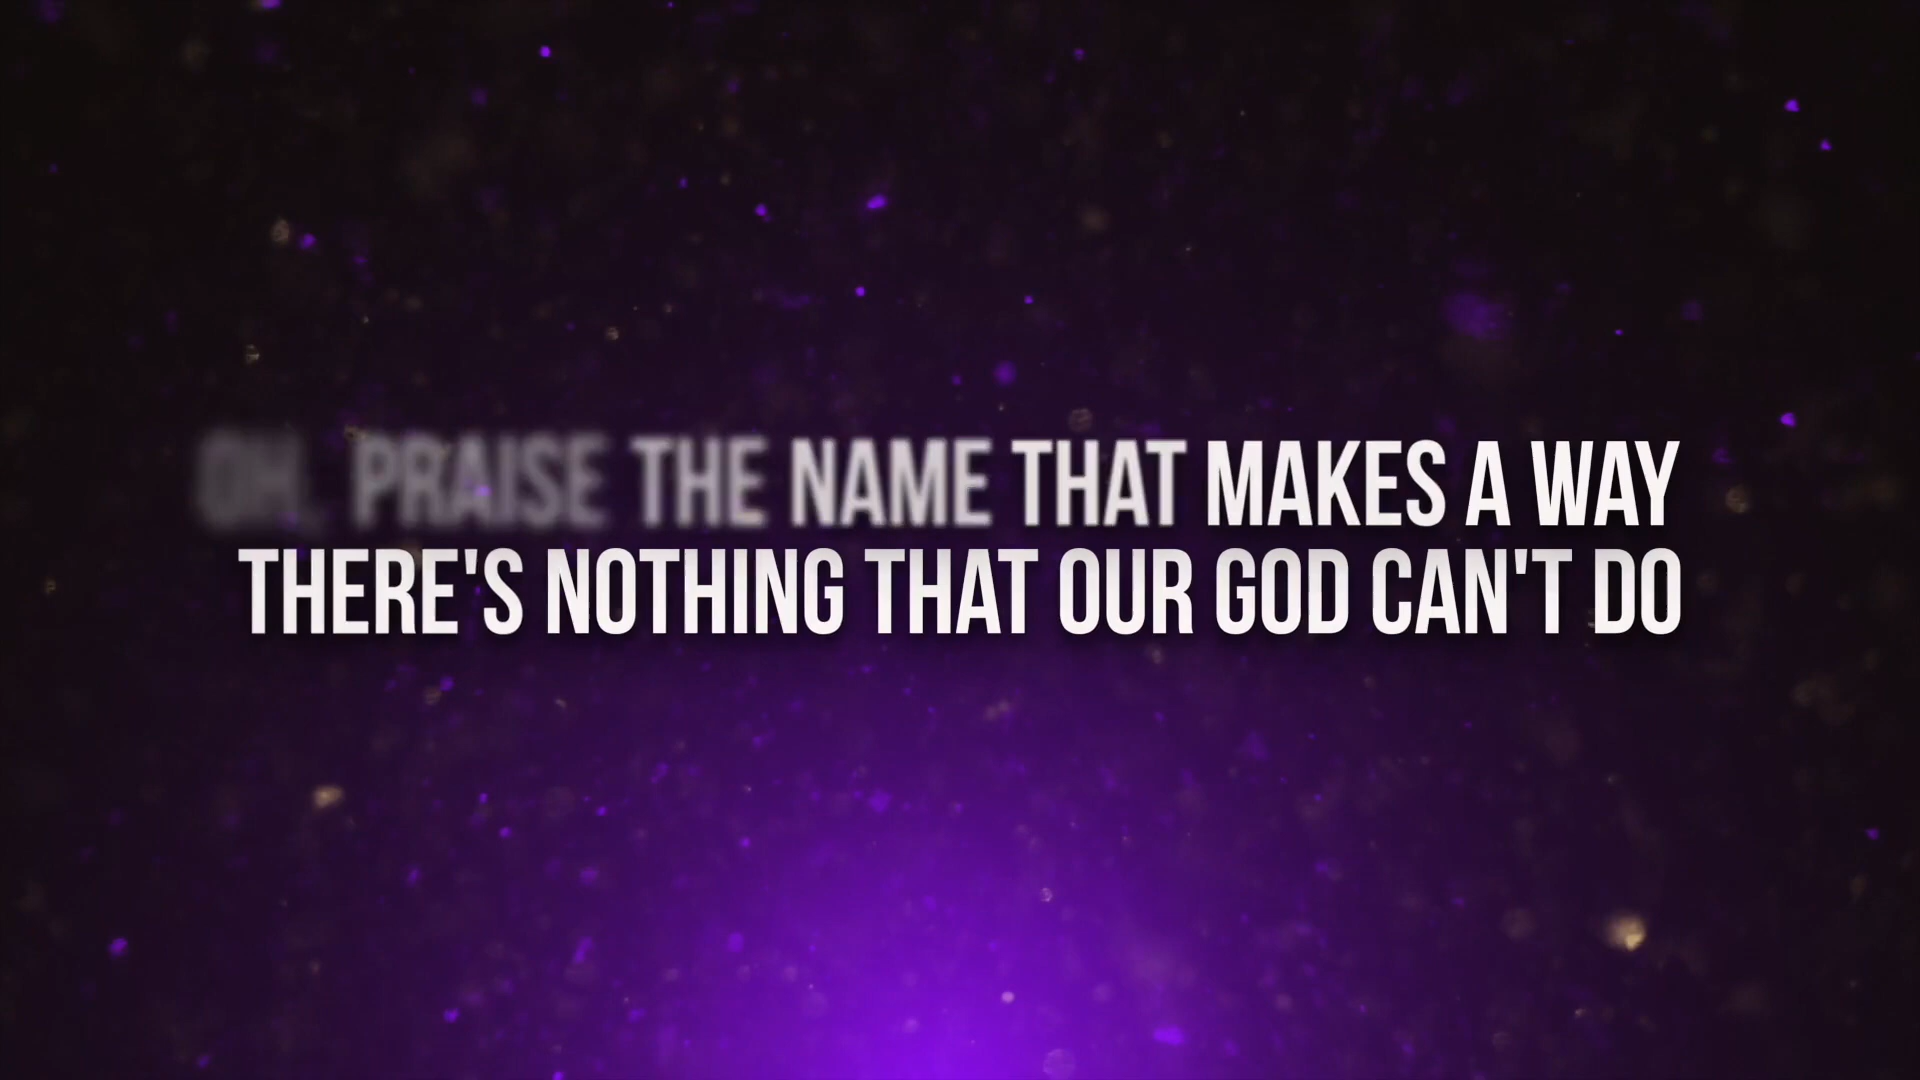 OH, PRAISE THE NAME THAT MAKES A WAY
THERE'S NOTHING THAT OUR GOD CAN'T DO